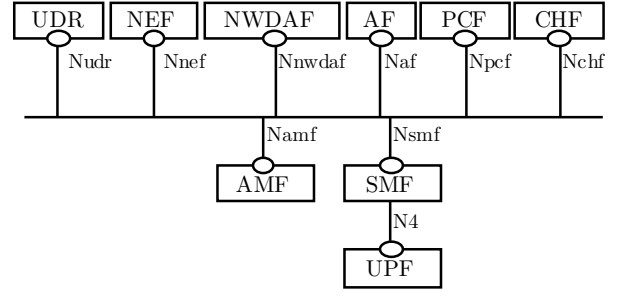 UDR NEF NWDAF AF PCF CHF
Nudr Nnef Nnwdaf Naf Npcf Nchf
Namf Nsmf
AMF SMF
N4
UPF